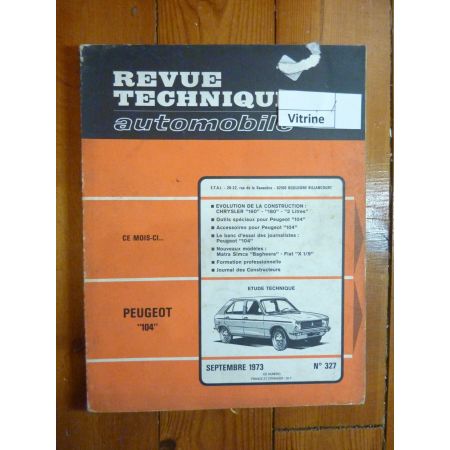 REVUE
TECHNIQUE
automobile
Vitrine
E.T.A.I. - 20-22, rue de la Saussière - 92100 BOULOGNE BILLANCOURT
■ EVOLUTION DE LA CONSTRUCTION :
CHRYSLER "160" - "180" - "2 Litres"
■ Outils spéciaux pour Peugeot "104"
■ Accessoires pour Peugeot "104"
■ Le banc d'essai des journalistes :
Peugeot "104"
■ Nouveaux modèles :
Matra Simca "Bagheera" - Fiat "X 1/9"
■ Formation professionnelle
■ Journal des Constructeurs
CE MOIS-CI...
ETUDE TECHNIQUE
PEUGEOT
"104"
SEPTEMBRE 1973
N° 327